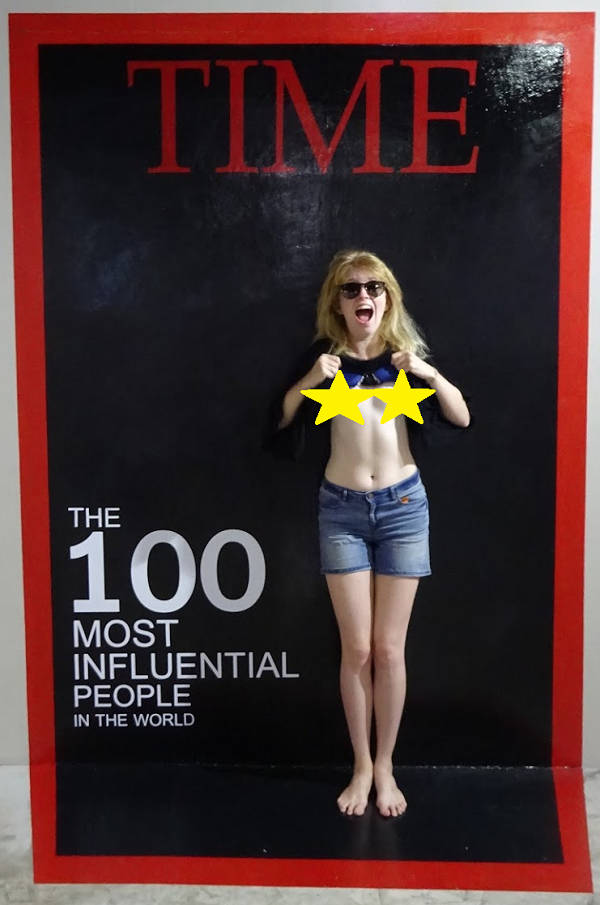 TIME
THE
100
MOST
INFLUENTIAL
PEOPLE
IN THE WORLD